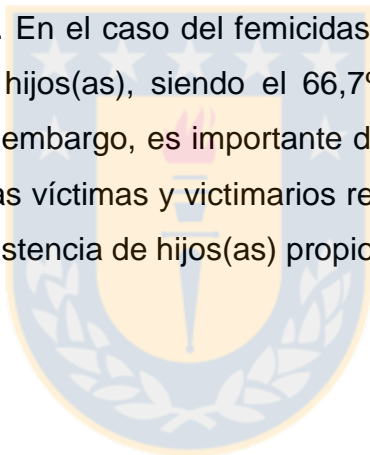 . En el caso del femicidas
hijos(as), siendo el 66,7
embargo, es importante d
as víctimas y victimarios re
stencia de hijos(as) propio